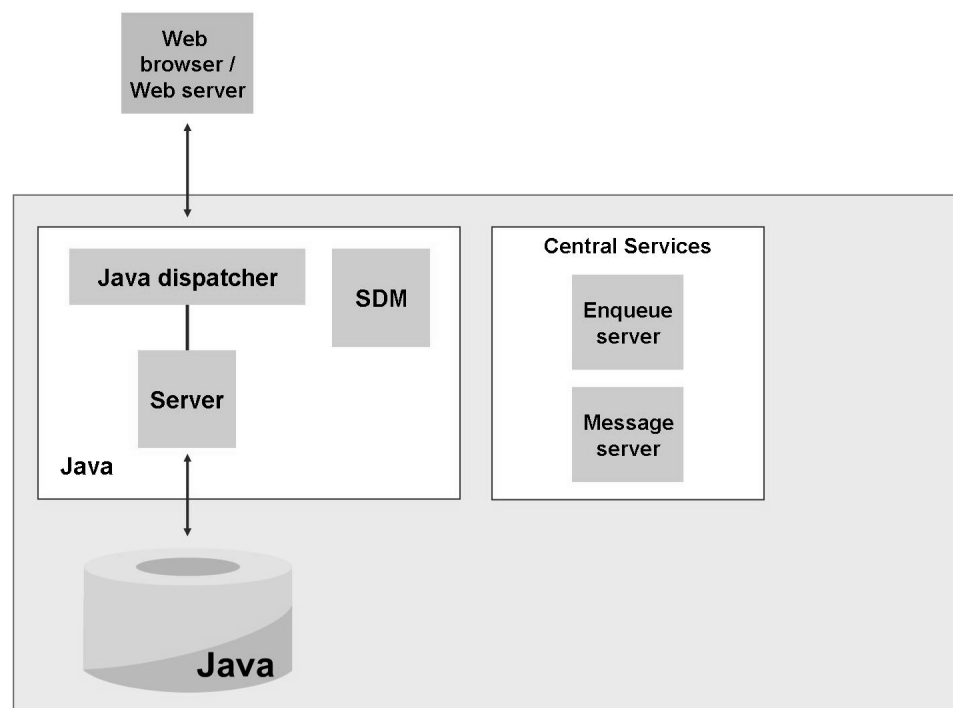 Web
browser /
Web server
Java dispatcher
SDM
Server
Java
Central Services
Enqueue
server
Message
server
Java